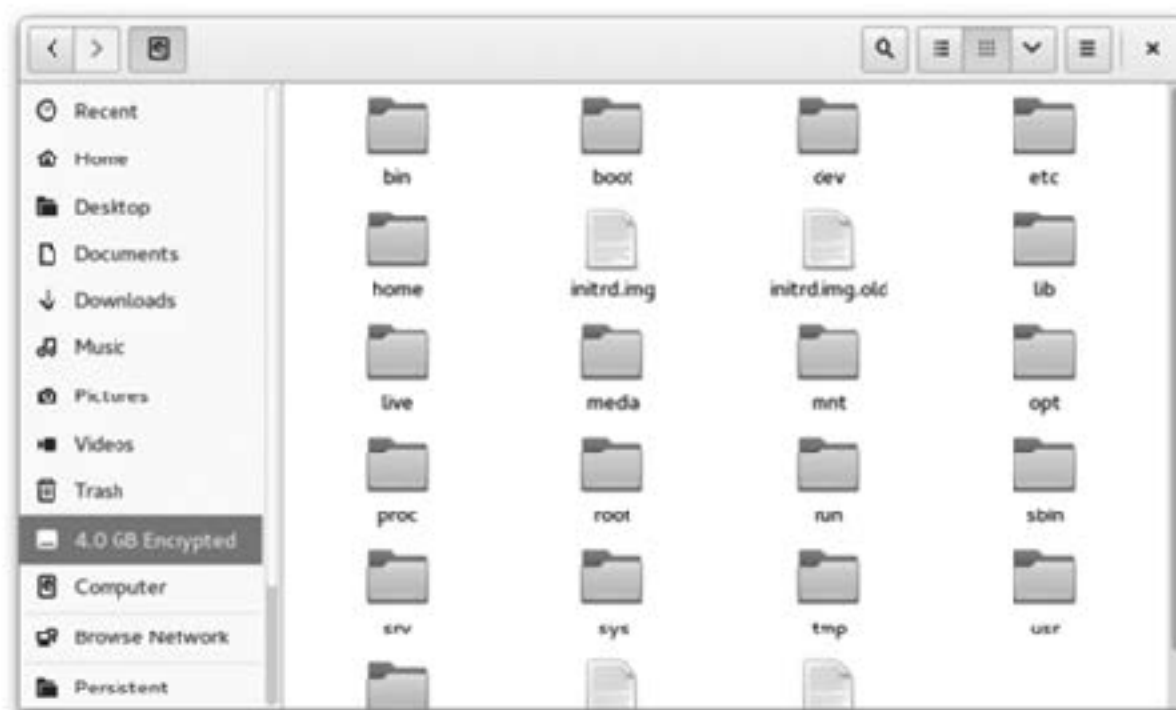 Recent
Home
Desktop
Documents
Downloads
Music
Pictures
Videos
Trash
4.0 GB Encrypted
Computer
Browse Network
Persistent
bin
boot
dev
etc
home
initrd.img
initrd.img.old
lib
live
media
mnt
opt
proc
root
run
sbin
srv
sys
tmp
usr